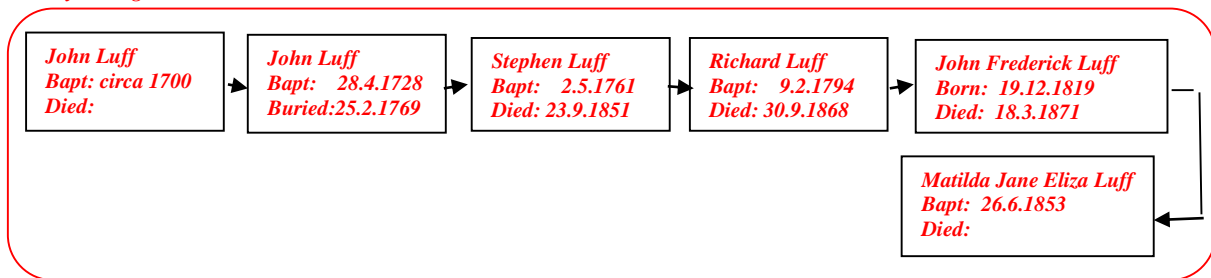 John Luff
Bapt: circa 1700
Died:
John Luff
Bapt: 28.4.1728
Buried:25.2.1769
Stephen Luff
Bapt: 2.5.1761
Died: 23.9.1851
Richard Luff
Bapt: 9.2.1794
Died: 30.9.1868
John Frederick Luff
Born: 19.12.1819
Died: 18.3.1871
Matilda Jane Eliza Luff
Bapt: 26.6.1853
Died: